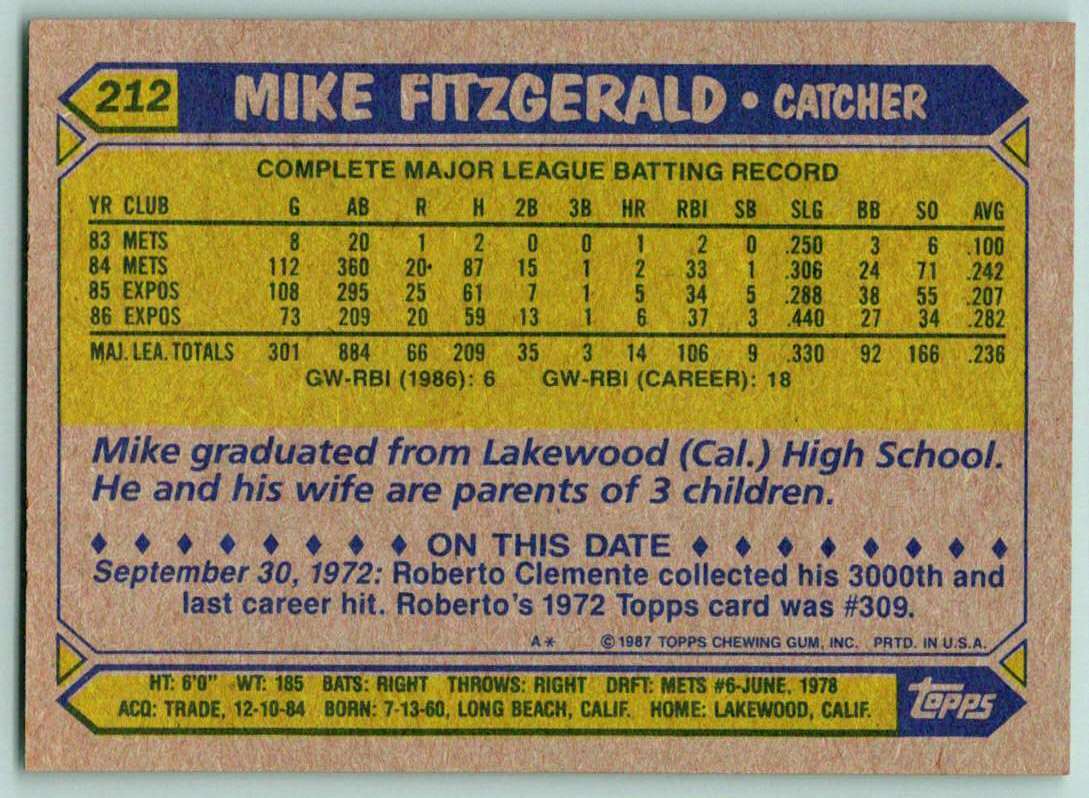 212 MIKE FITZGERALD • CATCHER
COMPLETE MAJOR LEAGUE BATTING RECORD
YR CLUB G AB R H 2B 3B HR RBI SB SLG BB SO AVG
83 METS 8 20 1 2 0 0 1 2 0 .250 3 6 .100
84 METS 112 360 20 87 15 1 2 33 1 .306 24 71 .242
85 EXPOS 108 295 25 61 7 1 5 34 5 .288 38 55 .207
86 EXPOS 73 209 20 59 13 1 6 37 3 .440 27 34 .282
MAJ. LEA. TOTALS 301 884 66 209 35 3 14 106 9 .330 92 166 .236
GW-RBI (1986): 6 GW-RBI (CAREER): 18
Mike graduated from Lakewood (Cal.) High School.
He and his wife are parents of 3 children.
♦ ♦ ♦ ♦ ♦ ♦ ♦ ♦ ON THIS DATE ♦ ♦ ♦ ♦ ♦ ♦ ♦ ♦
September 30, 1972: Roberto Clemente collected his 3000th and
last career hit. Roberto's 1972 Topps card was #309.
A* ©1987 TOPPS CHEWING GUM, INC. PRTD. IN U.S.A.
HT: 6'0" WT: 185 BATS: RIGHT THROWS: RIGHT DRFT: METS #6-JUNE, 1978
ACQ: TRADE, 12-10-84 BORN: 7-13-60, LONG BEACH, CALIF. HOME: LAKEWOOD, CALIF.
topps